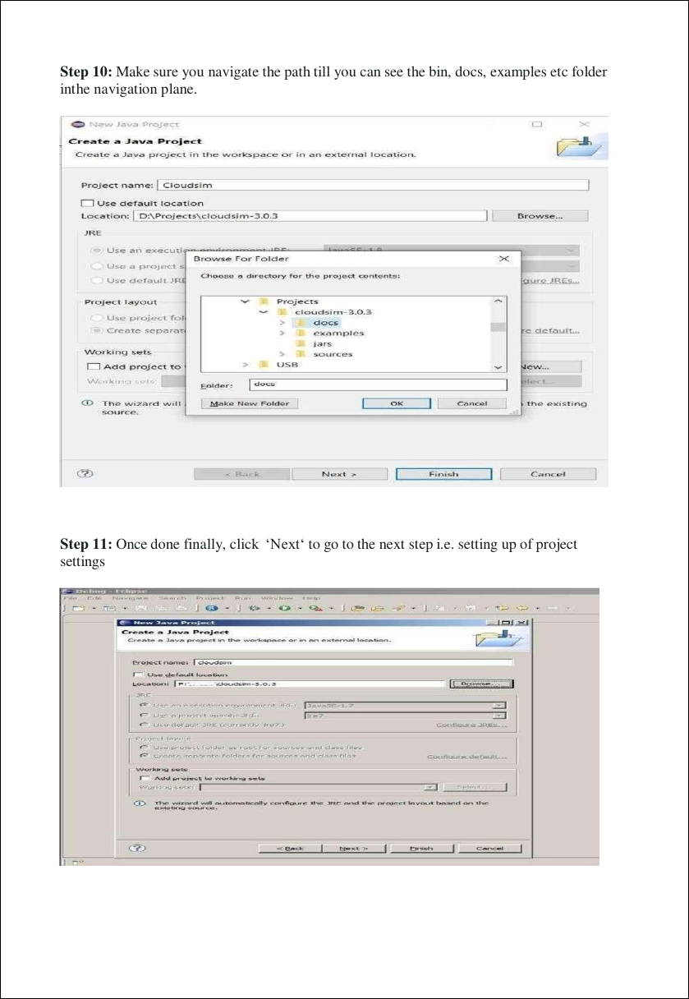 Step 10: Make sure you navigate the path till you can see the bin, docs, examples etc folder
inthe navigation plane.
New Java Project
Create a Java Project
Create a Java project in the workspace or in an external location.
Project name: Cloudsim
Use default location
Location: D:\Projects\cloudsim-3.0.3 Browse...
JRE
Use an execution environment JRE: JavaSE-1.8
Use a project s
Use default JRE gure JREs...
Project layout
Use project fol
Create separat re default...
Working sets
Add project to New...
Working sets: elect...
The wizard will the existing
source.
Browse For Folder
Choose a directory for the project contents:
Projects
cloudsim-3.0.3
docs
examples
jars
sources
USB
Folder: docs
Make New Folder OK Cancel
< Back Next > Finish Cancel
Step 11: Once done finally, click ‘Next‘ to go to the next step i.e. setting up of project
settings
Debug - Eclipse
File Edit Navigate Search Project Run Window Help
New Java Project
Create a Java Project
Create a Java project in the workspace or in an external location.
Project name: cloudsim
Use default location
Location: \cloudsim-3.0.3 Browse...
JRE
Use an execution environment JRE: JavaSE-1.7
Use a project specific JRE: jre7
Use default JRE (currently 'jre7') Configure JREs...
Project layout
Use project folder as root for sources and class files
Create separate folders for sources and class files Configure default...
Working sets
Add project to working sets
Working sets: Select...
The wizard will automatically configure the JRE and the project layout based on the
existing source.
< Back Next > Finish Cancel